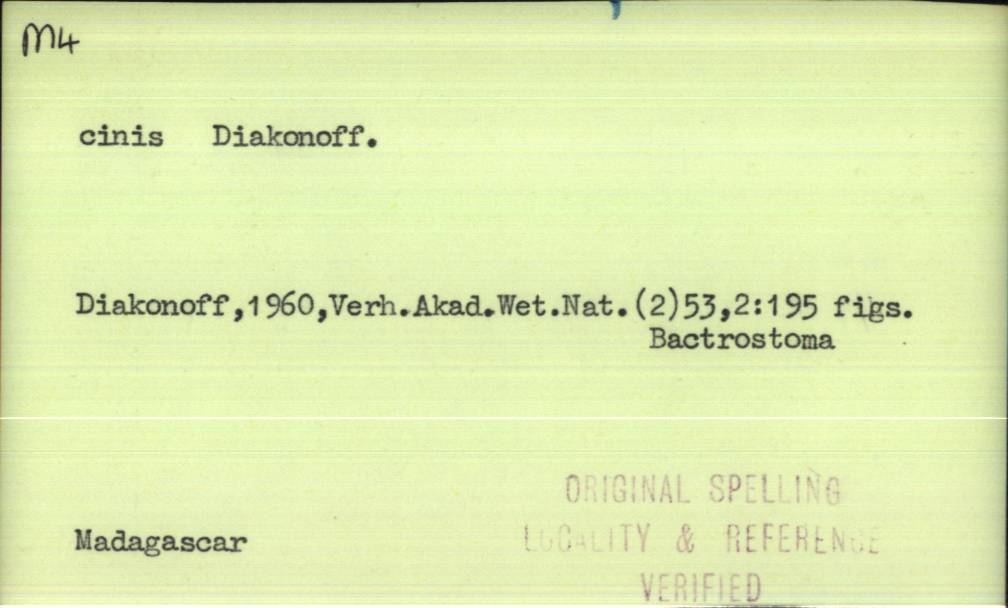 M4
cinis Diakonoff.
Diakonoff,1960,Verh.Akad.Wet.Nat.(2)53,2:195 figs.
Bactrostoma
ORIGINAL SPELLING
Madagascar
LOCALITY & REFERENCE
VERIFIED